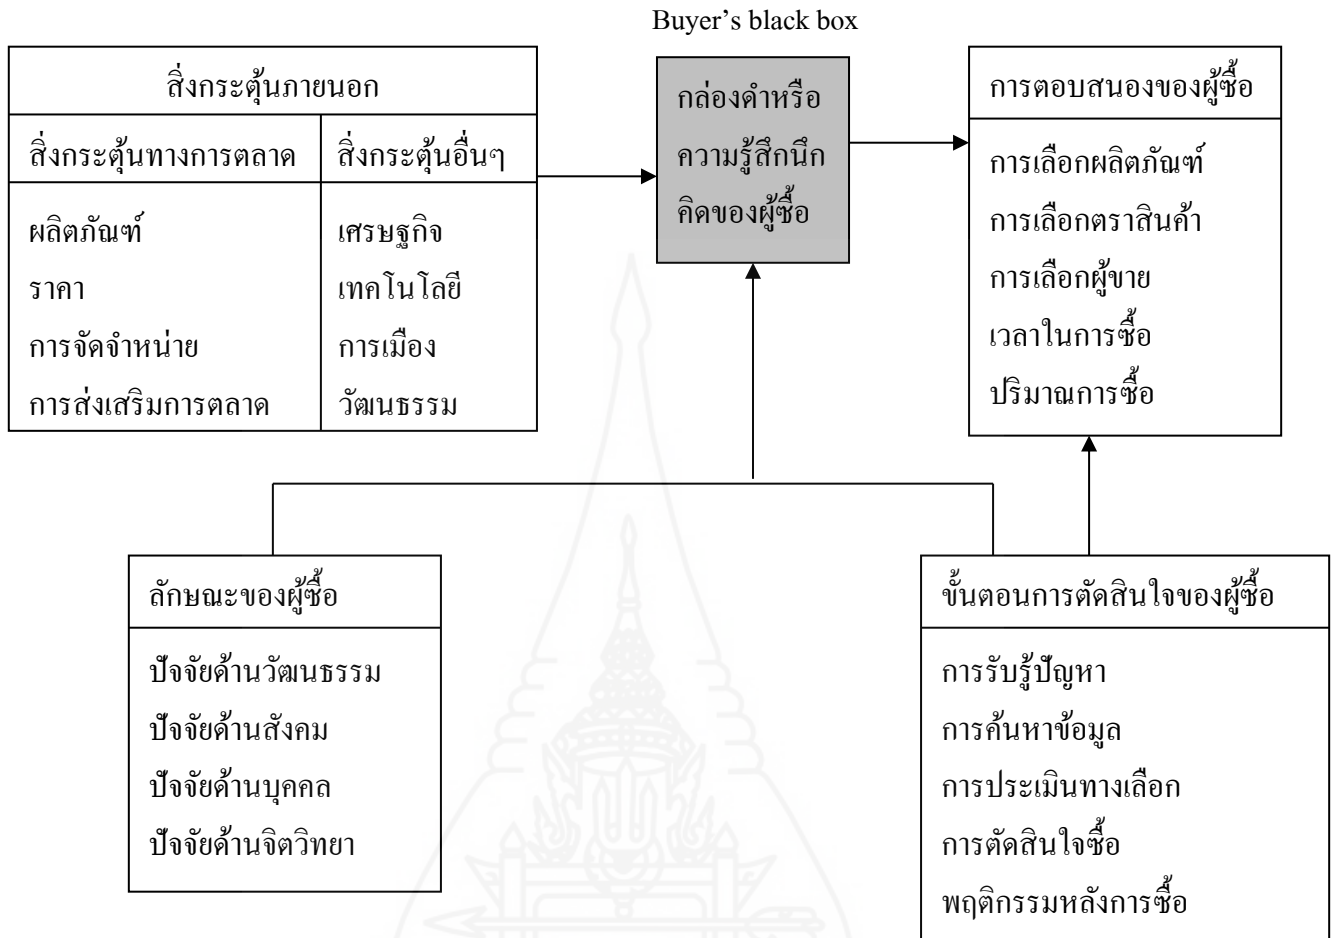 Buyer's black box
สิ่งกระตุ้นภายนอก
สิ่งกระตุ้นทางการตลาด
สิ่งกระตุ้นอื่นๆ
ผลิตภัณฑ์
ราคา
การจัดจำหน่าย
การส่งเสริมการตลาด
เศรษฐกิจ
เทคโนโลยี
การเมือง
วัฒนธรรม
กล่องดำหรือ
ความรู้สึกนึก
คิดของผู้ซื้อ
การตอบสนองของผู้ซื้อ
การเลือกผลิตภัณฑ์
การเลือกตราสินค้า
การเลือกผู้ขาย
เวลาในการซื้อ
ปริมาณการซื้อ
ลักษณะของผู้ซื้อ
ปัจจัยด้านวัฒนธรรม
ปัจจัยด้านสังคม
ปัจจัยด้านบุคคล
ปัจจัยด้านจิตวิทยา
ขั้นตอนการตัดสินใจของผู้ซื้อ
การรับรู้ปัญหา
การค้นหาข้อมูล
การประเมินทางเลือก
การตัดสินใจซื้อ
พฤติกรรมหลังการซื้อ